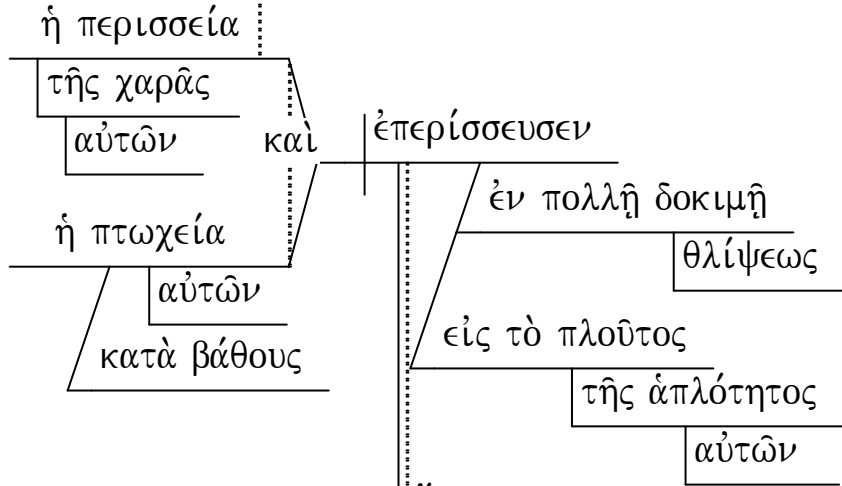 ἡ περισσεία
τῆς χαρᾶς
αὐτῶν
καὶ
ἡ πτωχεία
αὐτῶν
κατὰ βάθους
ἐπερίσσευσεν
ἐν πολλῇ δοκιμῇ
θλίψεως
εἰς τὸ πλοῦτος
τῆς ἁπλότητος
αὐτῶν